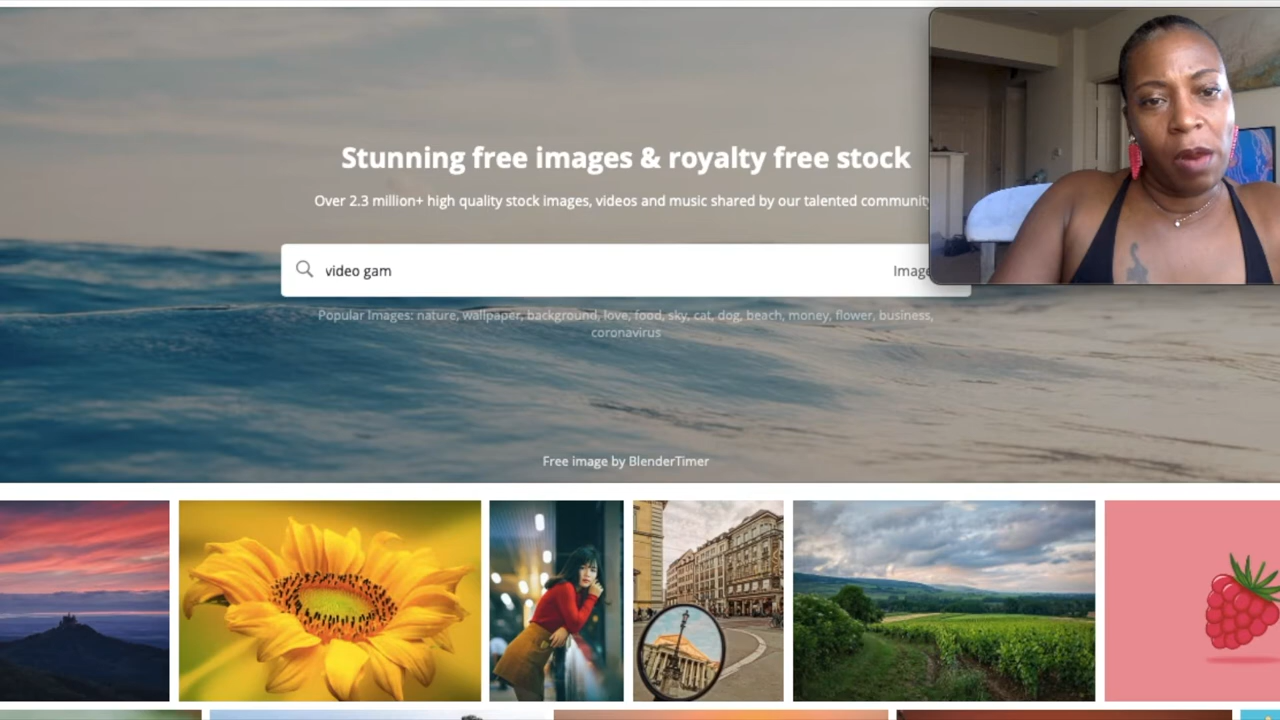 Stunning free images & royalty free stock
Over 2.3 million+ high quality stock images, videos and music shared by our talented community
video gam
Popular Images: nature, wallpaper, background, love, food, sky, cat, dog, beach, money, flower, business,
coronavirus
Free image by BlenderTimer